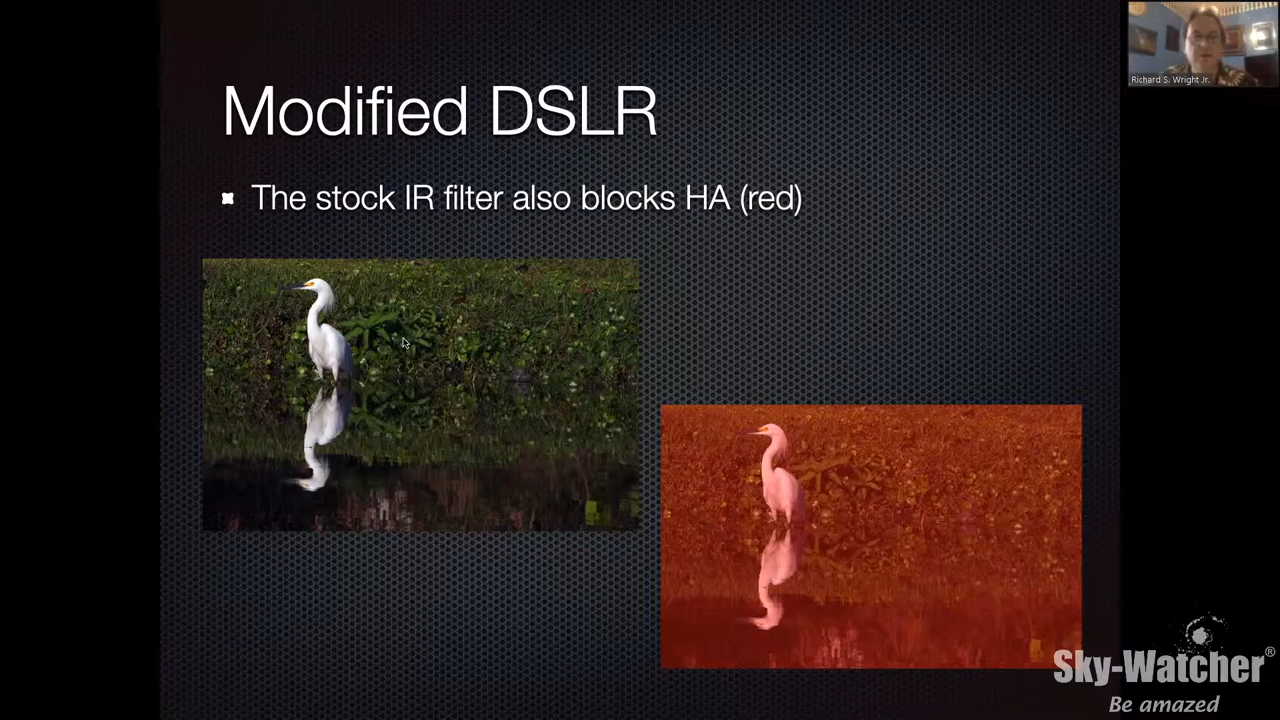 Modified DSLR
The stock IR filter also blocks HA (red)
Richard S. Wright Jr.
Sky-Watcher®
Be amazed